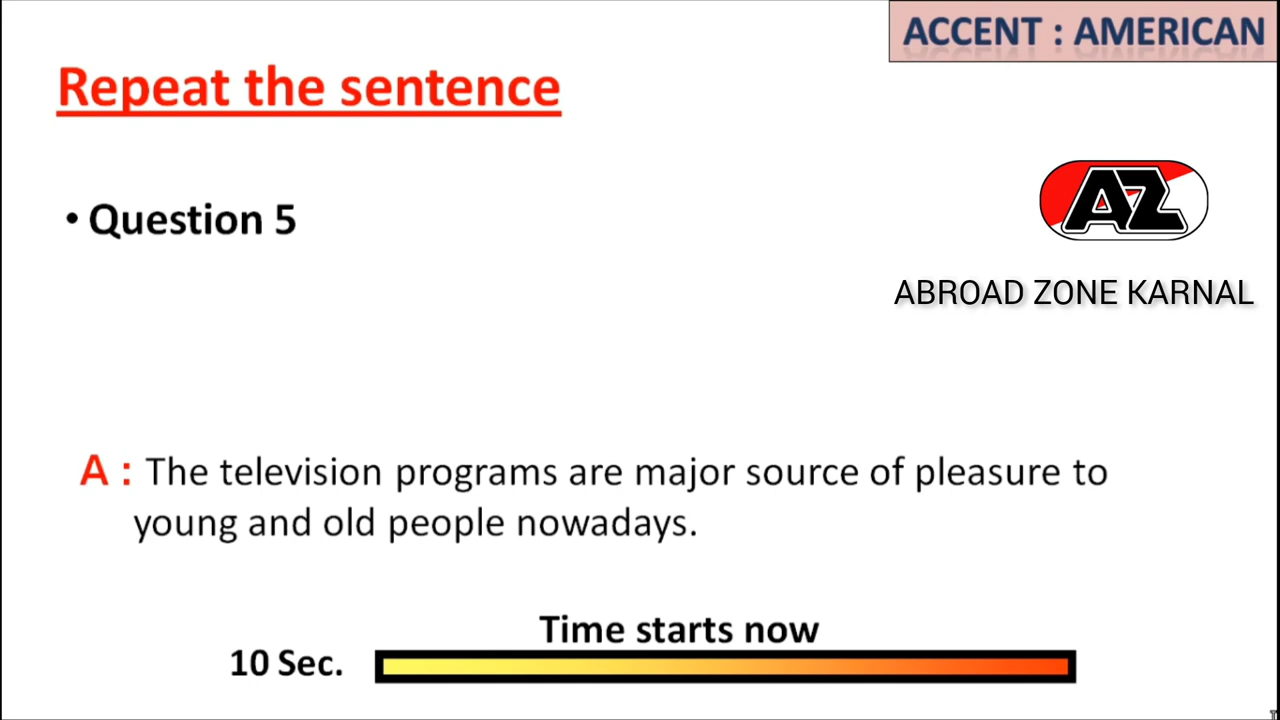 ACCENT : AMERICAN
Repeat the sentence
• Question 5
AZ
ABROAD ZONE KARNAL
A : The television programs are major source of pleasure to
young and old people nowadays.
Time starts now
10 Sec.